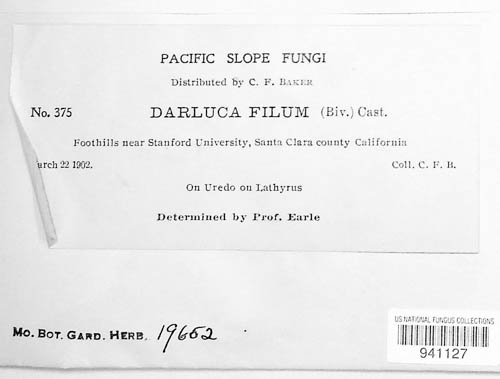 PACIFIC SLOPE FUNGI
Distributed by C. F. BAKER
No. 375 DARLUCA FILUM (Biv.) Cast.
Foothills near Stanford University, Santa Clara county California
arch 22 1902. Coll. C. F. B.
On Uredo on Lathyrus
Determined by Prof. Earle
MO. BOT. GARD. HERB. 19652
US NATIONAL FUNGUS COLLECTIONS
941127